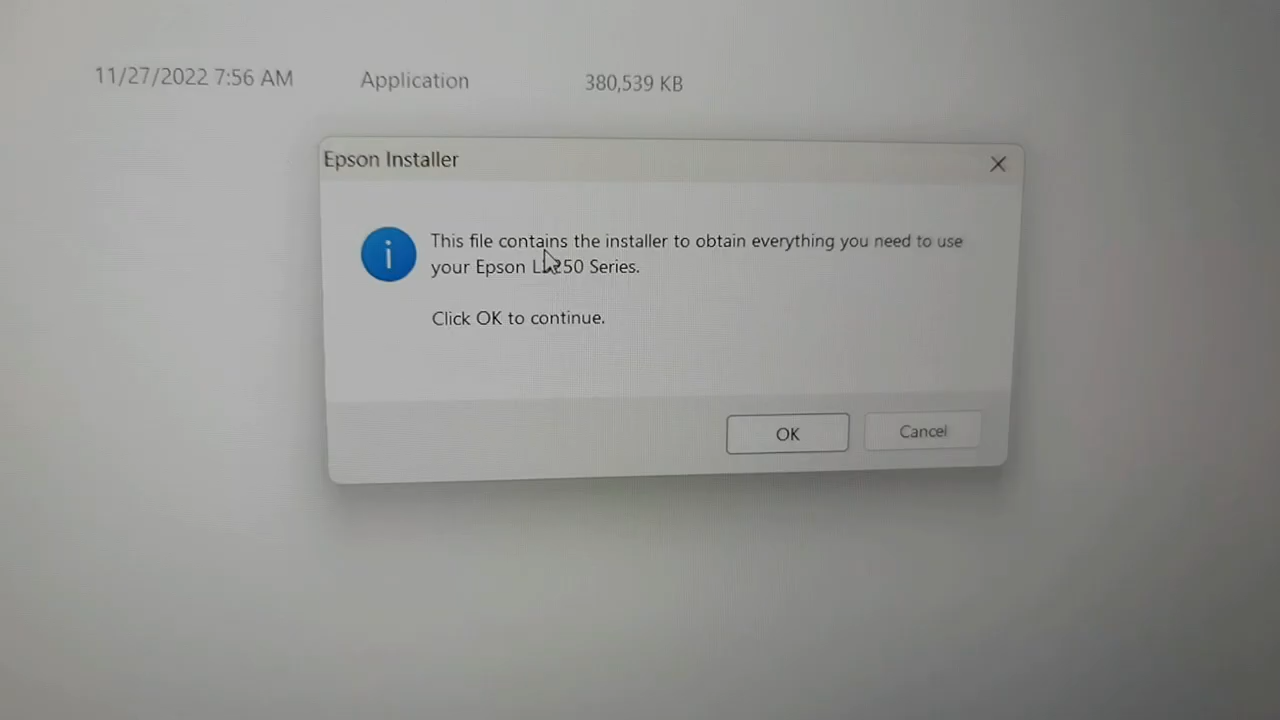 11/27/2022 7:56 AM Application 380,539 KB
Epson Installer
This file contains the installer to obtain everything you need to use
your Epson Series.
Click OK to continue.
OK Cancel